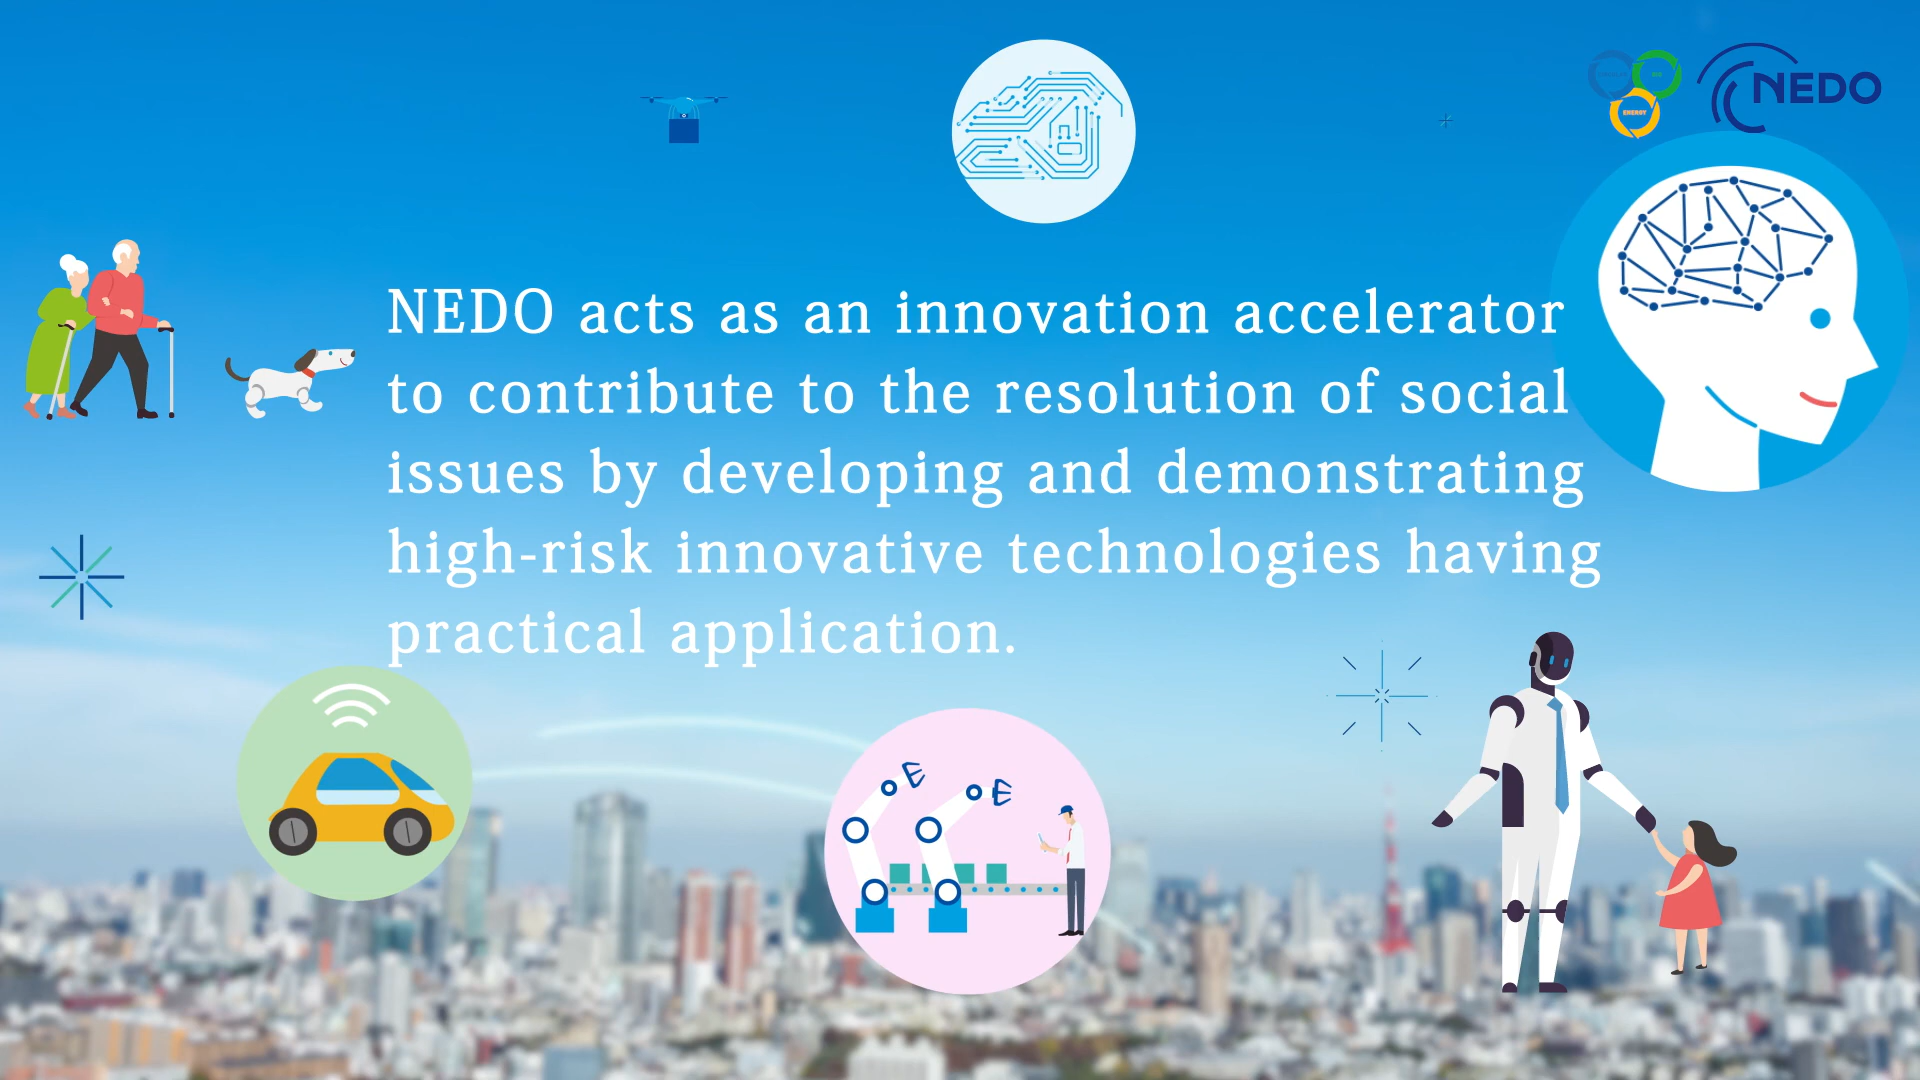 NEDO
ENERGY
NEDO acts as an innovation accelerator
to contribute to the resolution of social
issues by developing and demonstrating
high-risk innovative technologies having
practical application.